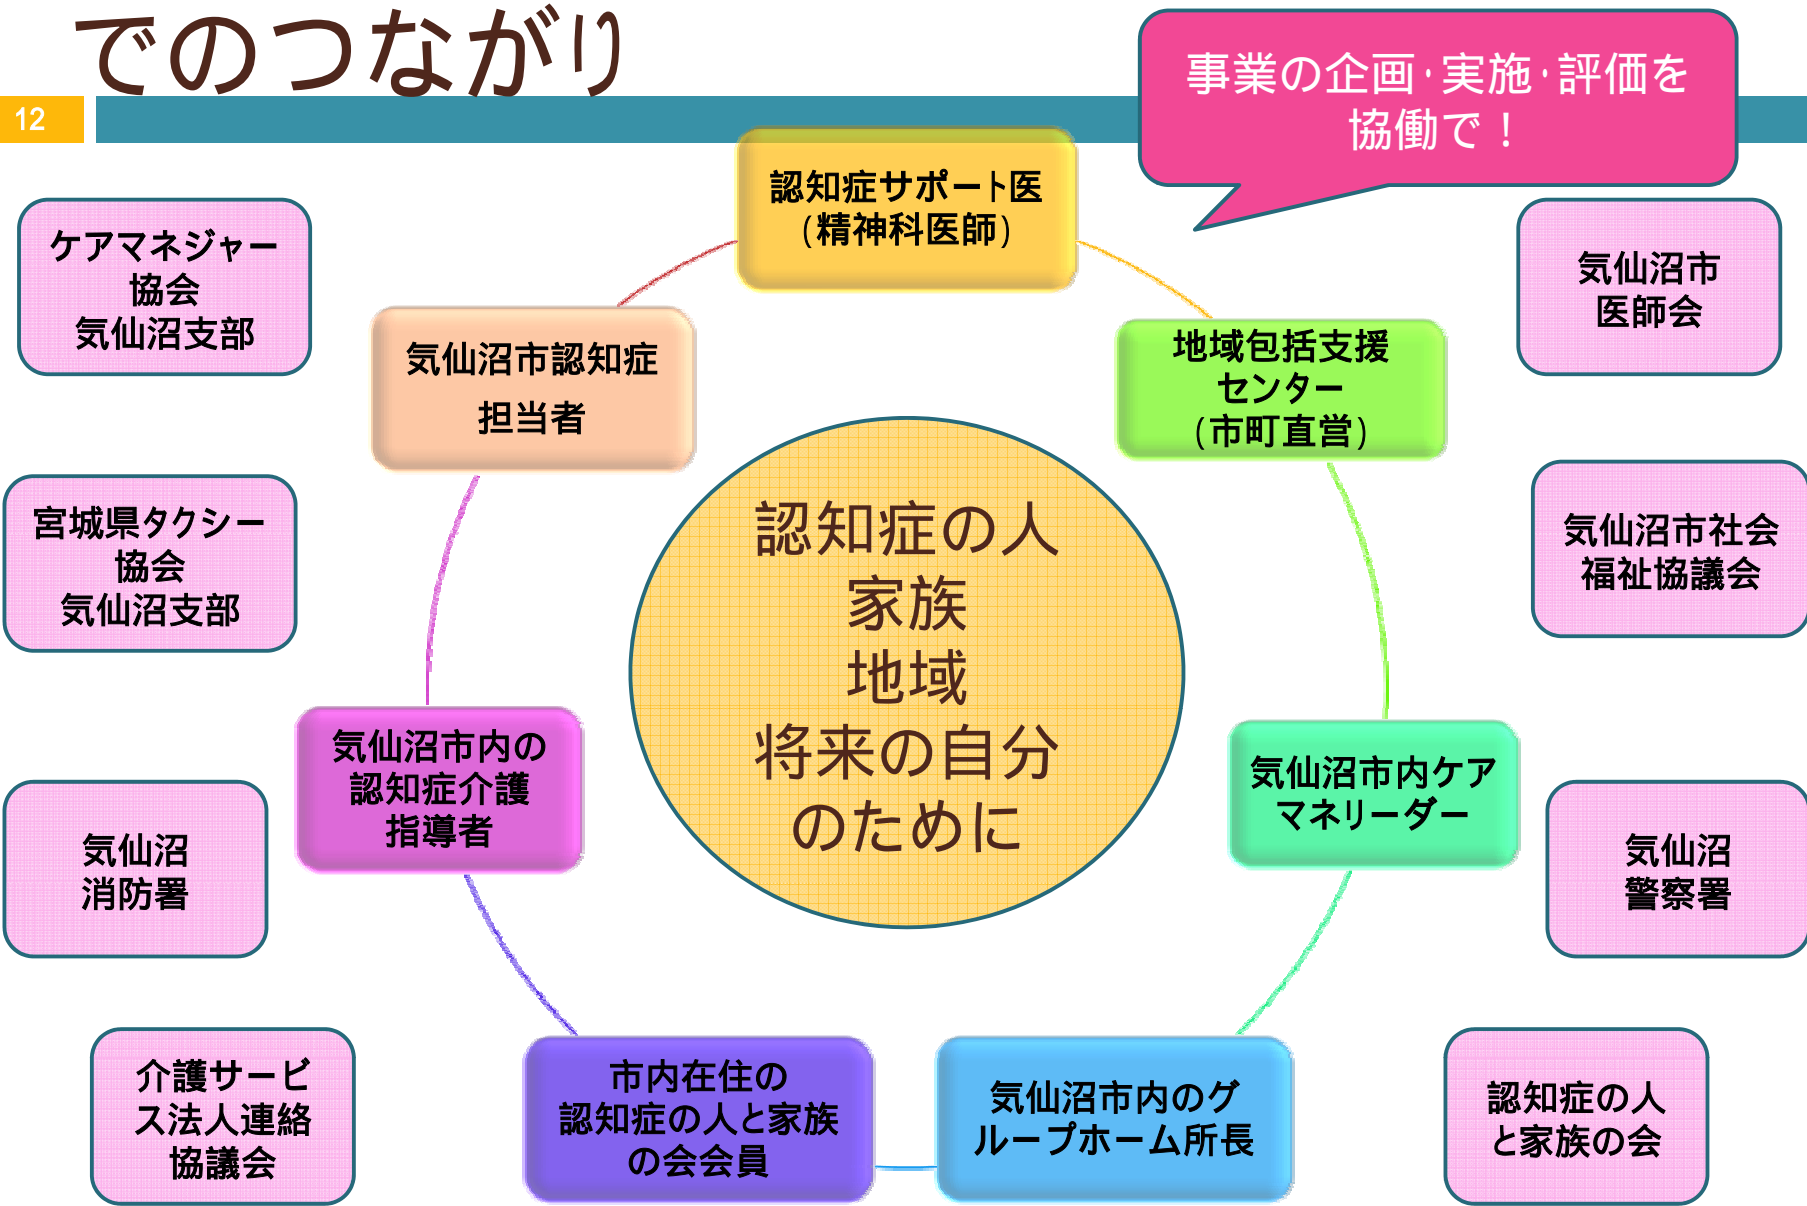 でのつながり
12
事業の企画・実施・評価を
協働で！
認知症サポート医
(精神科医師)
ケアマネジャー
協会
気仙沼支部
気仙沼市
医師会
気仙沼市認知症
担当者
地域包括支援
センター
(市町直営)
認知症の人
家族
地域
将来の自分
のために
宮城県タクシー
協会
気仙沼支部
気仙沼市社会
福祉協議会
気仙沼市内の
認知症介護
指導者
気仙沼市内ケア
マネリーダー
気仙沼
消防署
気仙沼
警察署
介護サービ
ス法人連絡
協議会
市内在住の
認知症の人と家族
の会会員
気仙沼市内のグ
ループホーム所長
認知症の人
と家族の会